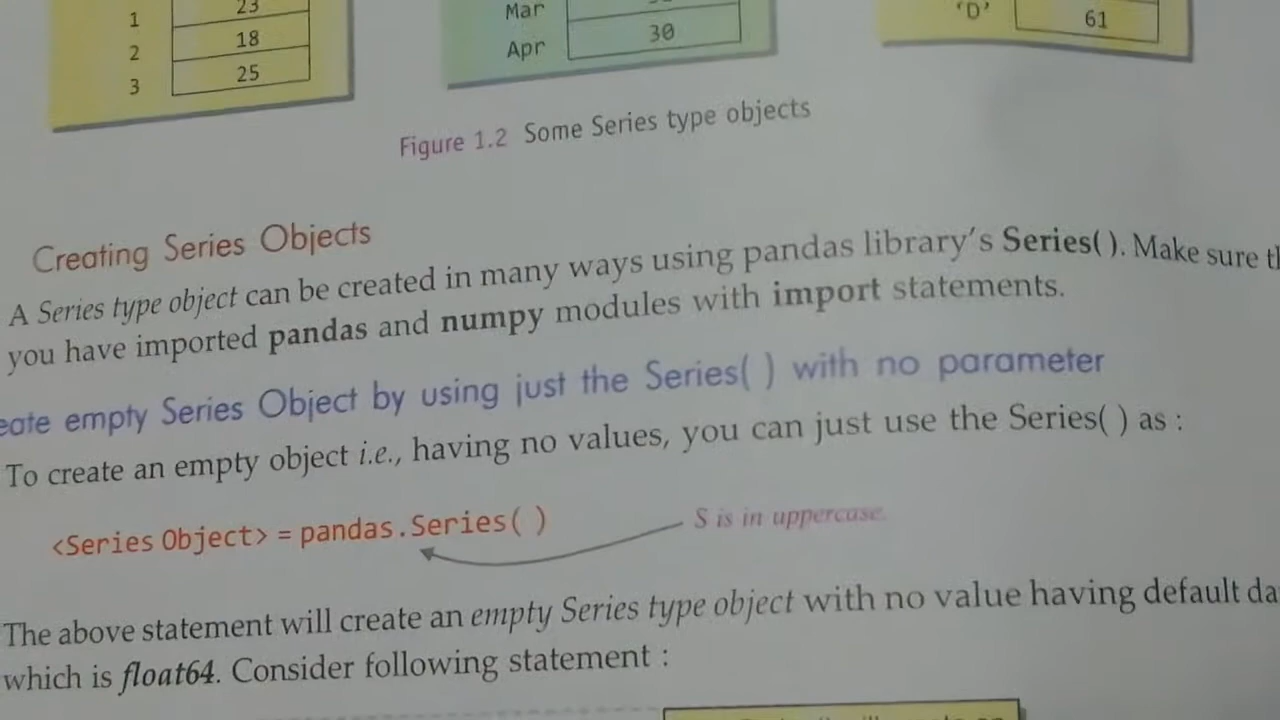 1 23
2 18
3 25
Mar
Apr 30
'D' 61
Figure 1.2 Some Series type objects
Creating Series Objects
A Series type object can be created in many ways using pandas library's Series( ). Make sure
you have imported pandas and numpy modules with import statements.
empty Series Object by using just the Series( ) with no parameter
To create an empty object i.e., having no values, you can just use the Series( ) as :
<Series Object> = pandas.Series( )
S is in uppercase.
The above statement will create an empty Series type object with no value having default
which is float64. Consider following statement :